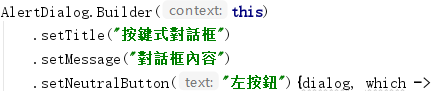 AlertDialog.Builder( context: this)
.setTitle("按鍵式對話框")
.setMessage("對話框內容")
.setNeutralButton( text: "左按鈕"){dialog, which ->